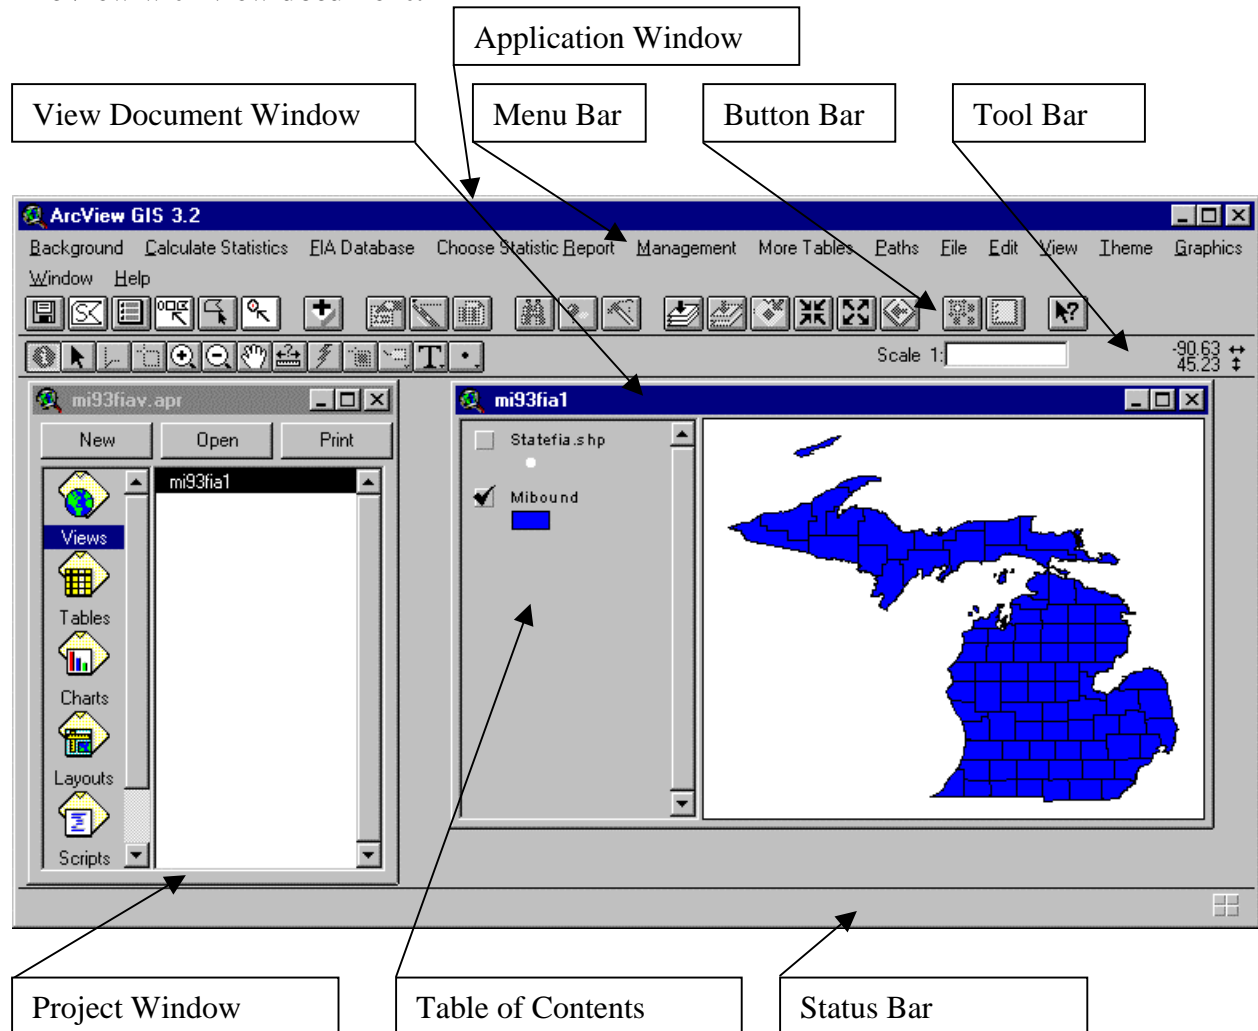 Application Window
View Document Window
Menu Bar
Button Bar
Tool Bar
ArcView GIS 3.2
Background Calculate Statistics FIA Database Choose Statistic Report Management More Tables Paths File Edit View Theme Graphics
Window Help
Scale 1:
-90.63
45.23
mi93fiav.apr
New Open Print
mi93fia1
Views
Tables
Charts
Layouts
Scripts
mi93fia1
Statefia.shp
Mibound
Project Window
Table of Contents
Status Bar